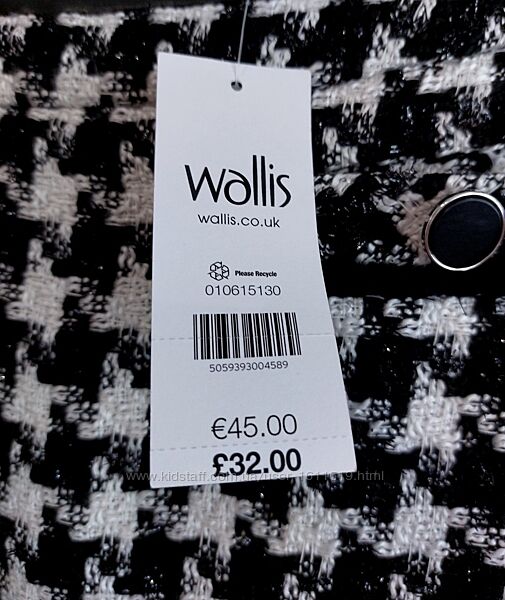 wallis
wallis.co.uk
Please Recycle
010615130
5059393004589
€45.00
£32.00